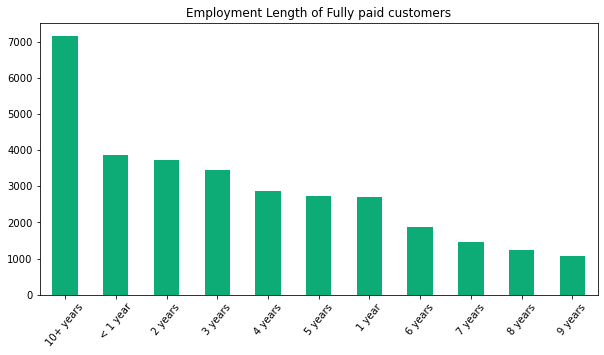 Employment Length of Fully paid customers
7000
6000
5000
4000
3000
2000
1000
0
10+ years
< 1 year
2 years
3 years
4 years
5 years
1 year
6 years
7 years
8 years
9 years